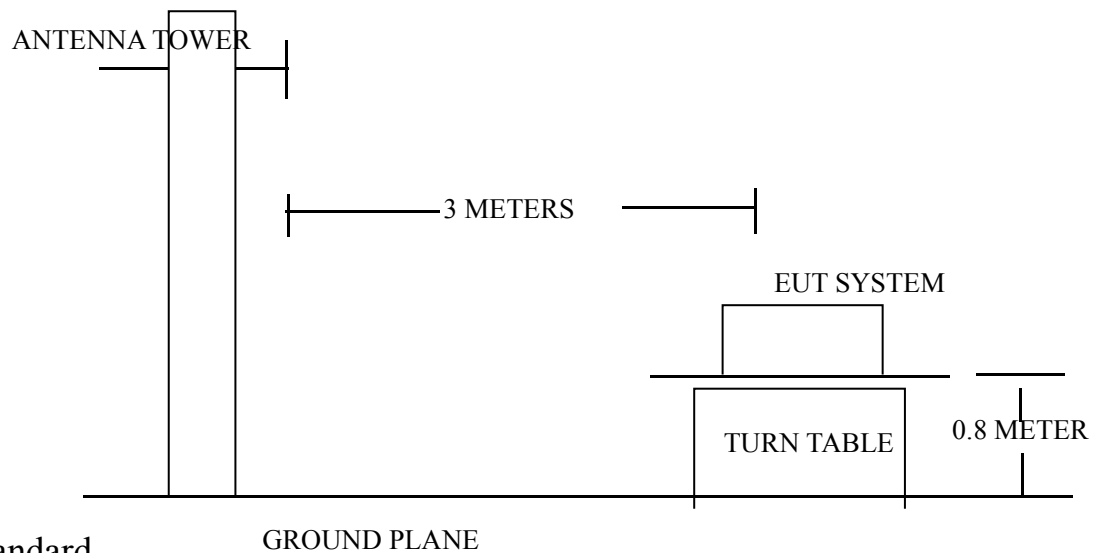 ANTENNA TOWER
3 METERS
EUT SYSTEM
TURN TABLE
0.8 METER
GROUND PLANE